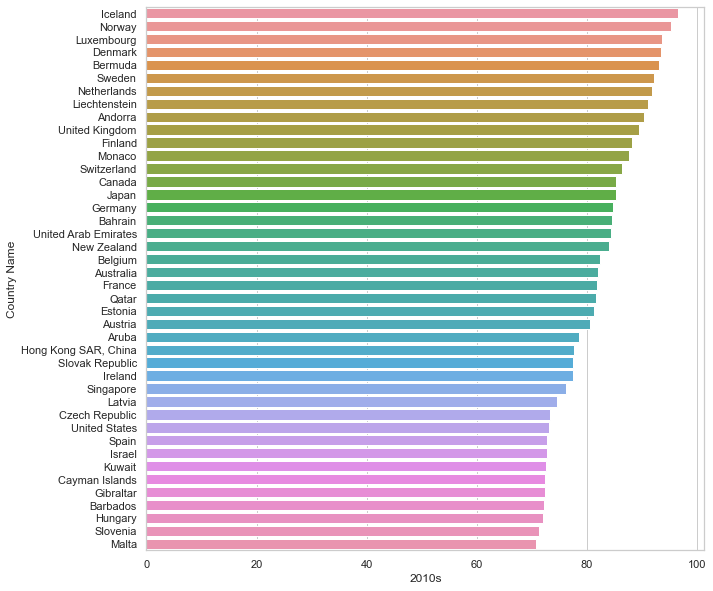 Iceland
Norway
Luxembourg
Denmark
Bermuda
Sweden
Netherlands
Liechtenstein
Andorra
United Kingdom
Finland
Monaco
Switzerland
Canada
Japan
Germany
Bahrain
United Arab Emirates
New Zealand
Belgium
Australia
France
Qatar
Estonia
Austria
Aruba
Hong Kong SAR, China
Slovak Republic
Ireland
Singapore
Latvia
Czech Republic
United States
Spain
Israel
Kuwait
Cayman Islands
Gibraltar
Barbados
Hungary
Slovenia
Malta
Country Name
0 20 40 60 80 100
2010s